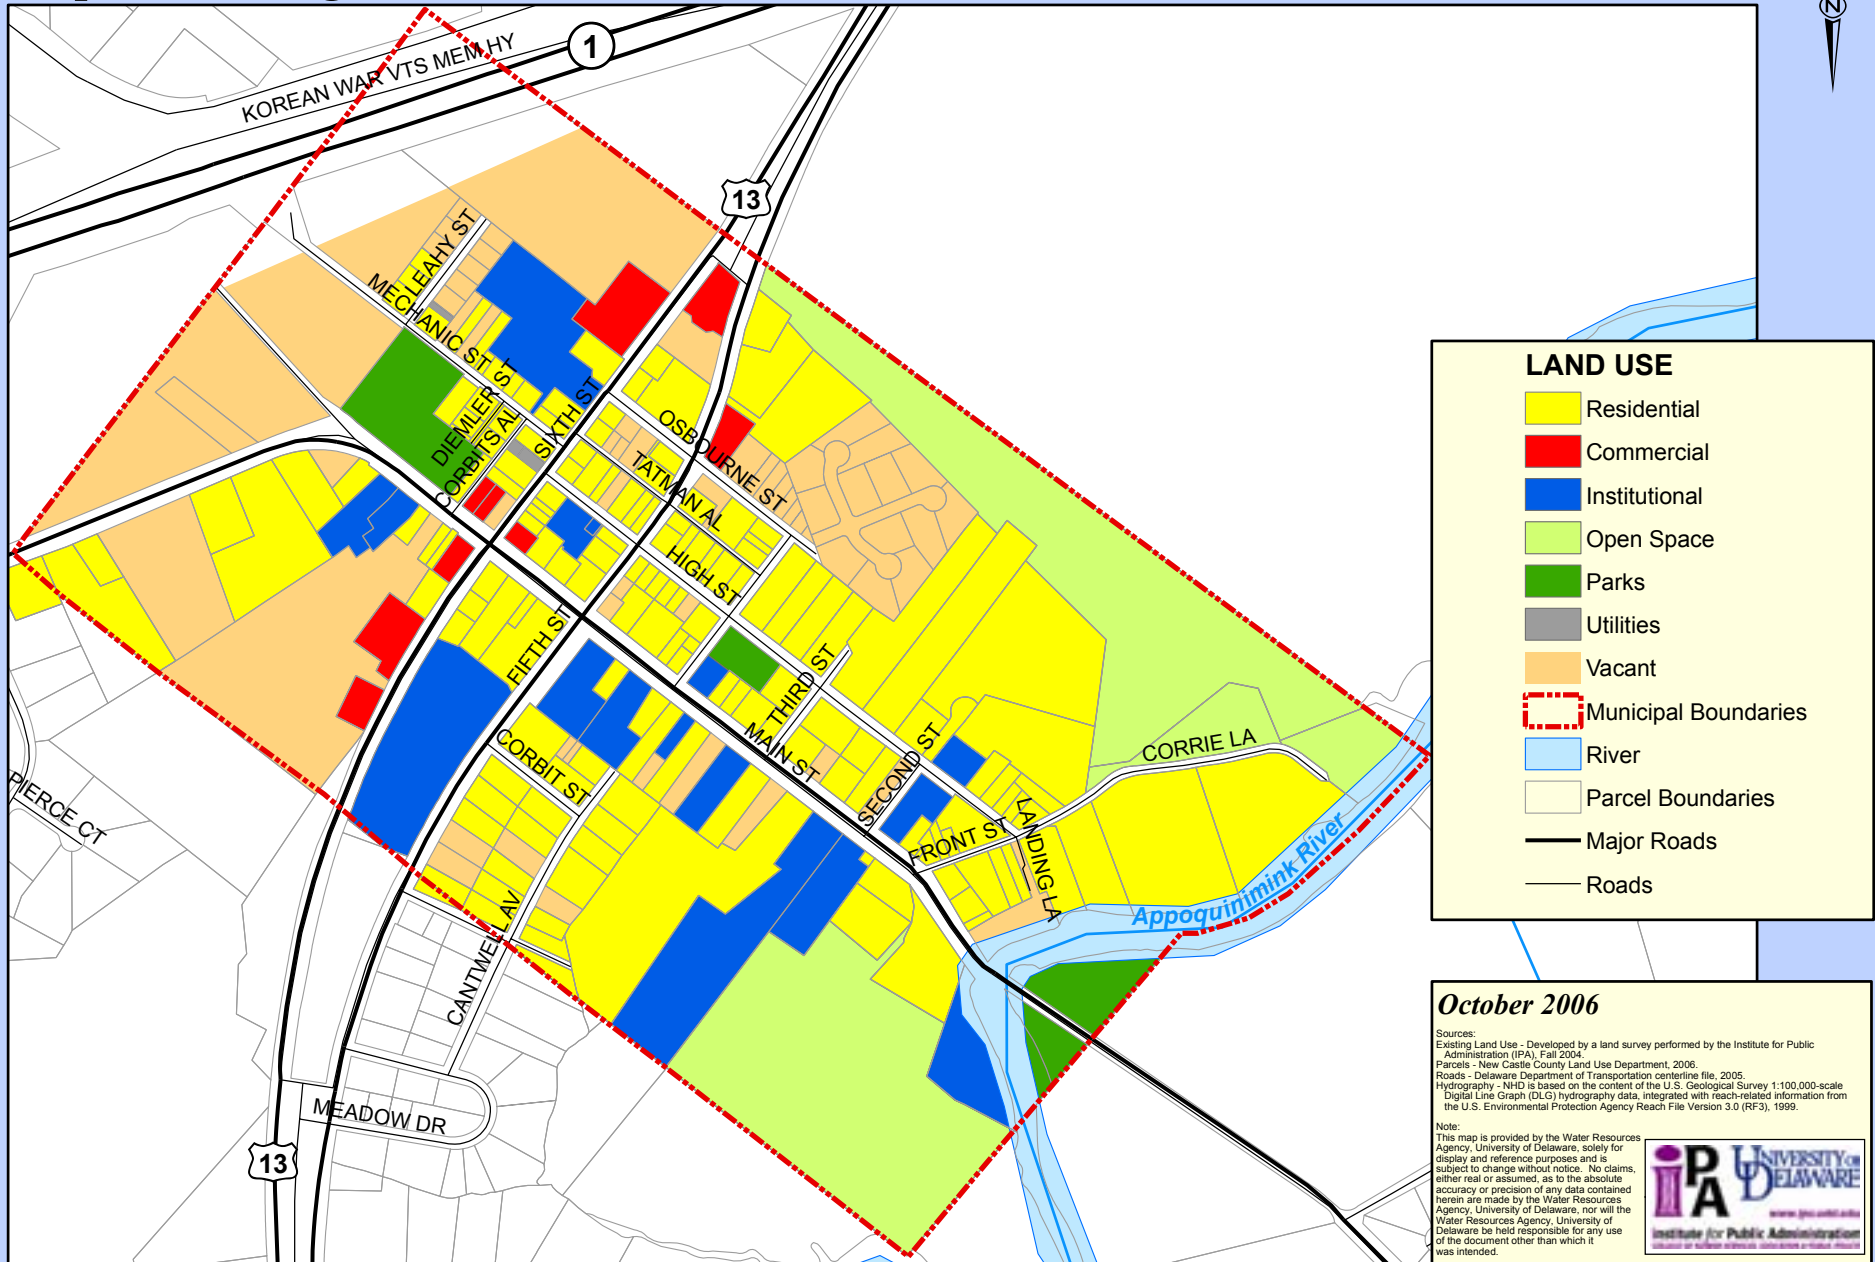 N
KOREAN WAR VTS MEM HY
1
13
LEAHY ST
MECHANIC ST
DIEMLER ST
CORBITS AL
SIXTH ST
OSBOURNE ST
TATMAN AL
HIGH ST
FIFTH ST
THIRD ST
MAIN ST
SECOND ST
CORBIT ST
CORRIE LA
FRONT ST
LANDING LA
PIERCE CT
CANTWELL AV
Appoquinimink River
MEADOW DR
13
LAND USE
Residential
Commercial
Institutional
Open Space
Parks
Utilities
Vacant
Municipal Boundaries
River
Parcel Boundaries
Major Roads
Roads
October 2006
Sources:
Existing Land Use - Developed by a land survey performed by the Institute for Public
Administration (IPA), Fall 2004.
Parcels - New Castle County Land Use Department, 2006.
Roads - Delaware Department of Transportation centerline file, 2005.
Hydrography - NHD is based on the content of the U.S. Geological Survey 1:100,000-scale
Digital Line Graph (DLG) hydrography data, integrated with reach-related information from
the U.S. Environmental Protection Agency Reach File Version 3.0 (RF3), 1999.
Note:
This map is provided by the Water Resources
Agency, University of Delaware, solely for
display and reference purposes and is
subject to change without notice. No claims,
either real or assumed, as to the absolute
accuracy or precision of any data contained
herein are made by the Water Resources
Agency, University of Delaware, nor will the
Water Resources Agency, University of
Delaware be held responsible for any use
of the document other than which it
was intended.
iPA
UNIVERSITY OF
DELAWARE
www.ipa.udel.edu
Institute for Public Administration